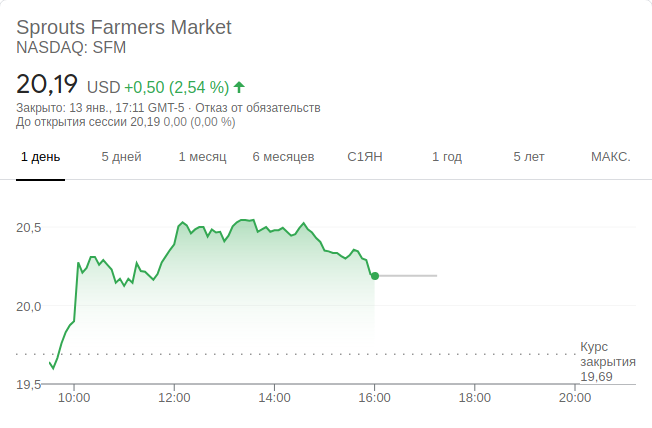 Sprouts Farmers Market
NASDAQ: SFM
20,19 USD +0,50 (2,54 %)
Закрыто: 13 янв., 17:11 GMT-5 · Отказ от обязательств
До открытия сессии 20,19 0,00 (0,00 %)
1 день 5 дней 1 месяц 6 месяцев С1ЯН 1 год 5 лет МАКС.
20,5
20,0
Курс
закрытия
19,69
19,5
10:00 12:00 14:00 16:00 18:00 20:00